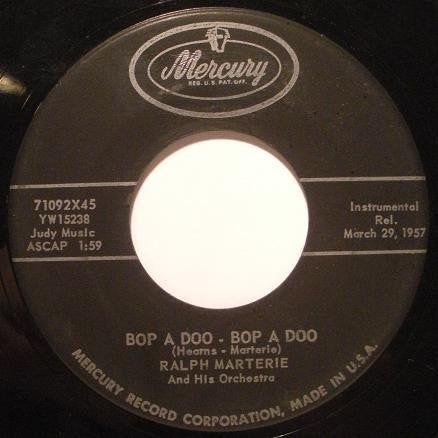 Mercury
REG. U.S. PAT. OFF.
71092X45
YW15238
Judy Music
ASCAP 1:59
Instrumental
Rel.
March 29, 1957
BOP A DOO - BOP A DOO
(Hearns - Marterie)
RALPH MARTERIE
And His Orchestra
MERCURY RECORD CORPORATION, MADE IN U.S.A.